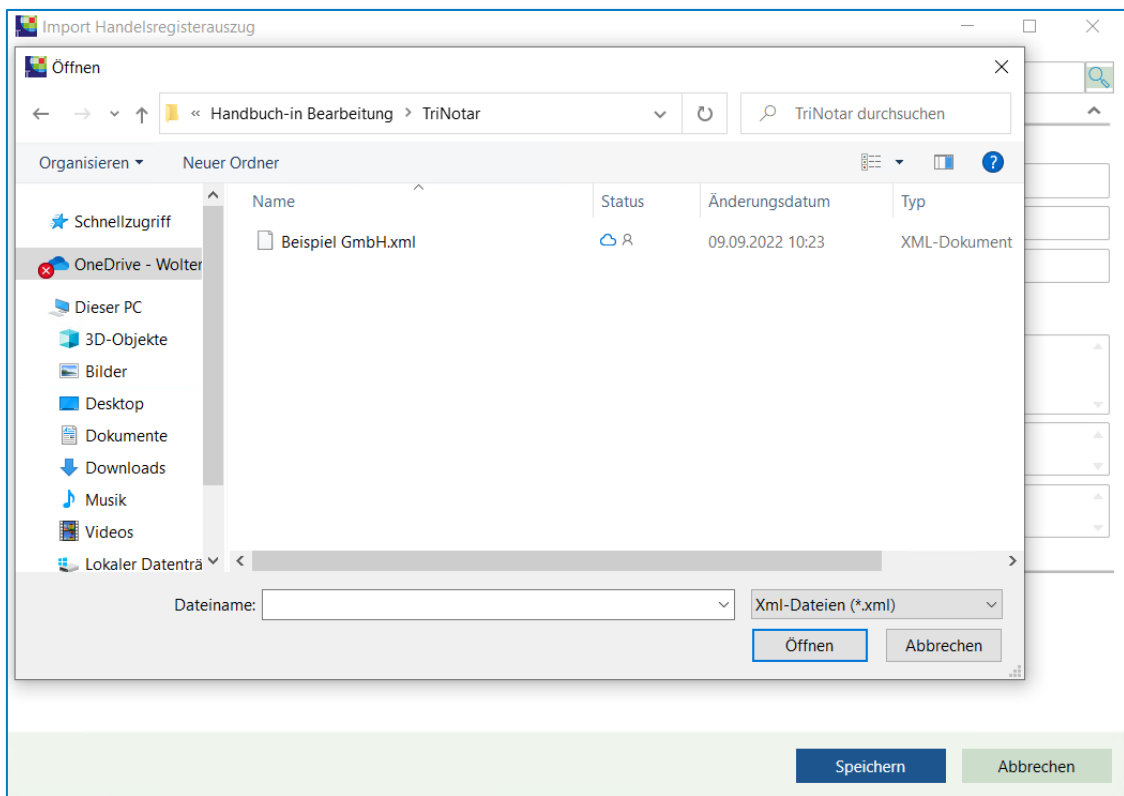 Import Handelsregisterauszug
Öffnen
« Handbuch-in Bearbeitung > TriNotar
TriNotar durchsuchen
Organisieren
Neuer Ordner
Name Status Änderungsdatum Typ
Beispiel GmbH.xml 09.09.2022 10:23 XML-Dokument
Schnellzugriff
OneDrive - Wolter
Dieser PC
3D-Objekte
Bilder
Desktop
Dokumente
Downloads
Musik
Videos
Lokaler Datenträ
Dateiname:
Xml-Dateien (*.xml)
Öffnen Abbrechen
Speichern Abbrechen